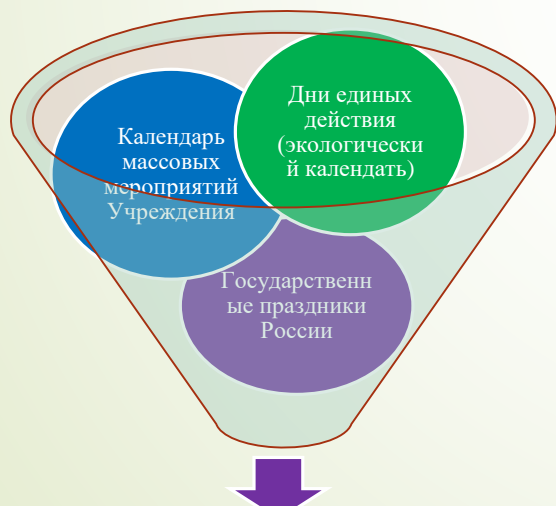 Дни единых
действия
(экологически
й календать)
Календарь
массовых
мероприятий
Учреждения
Государственн
ые праздники
России